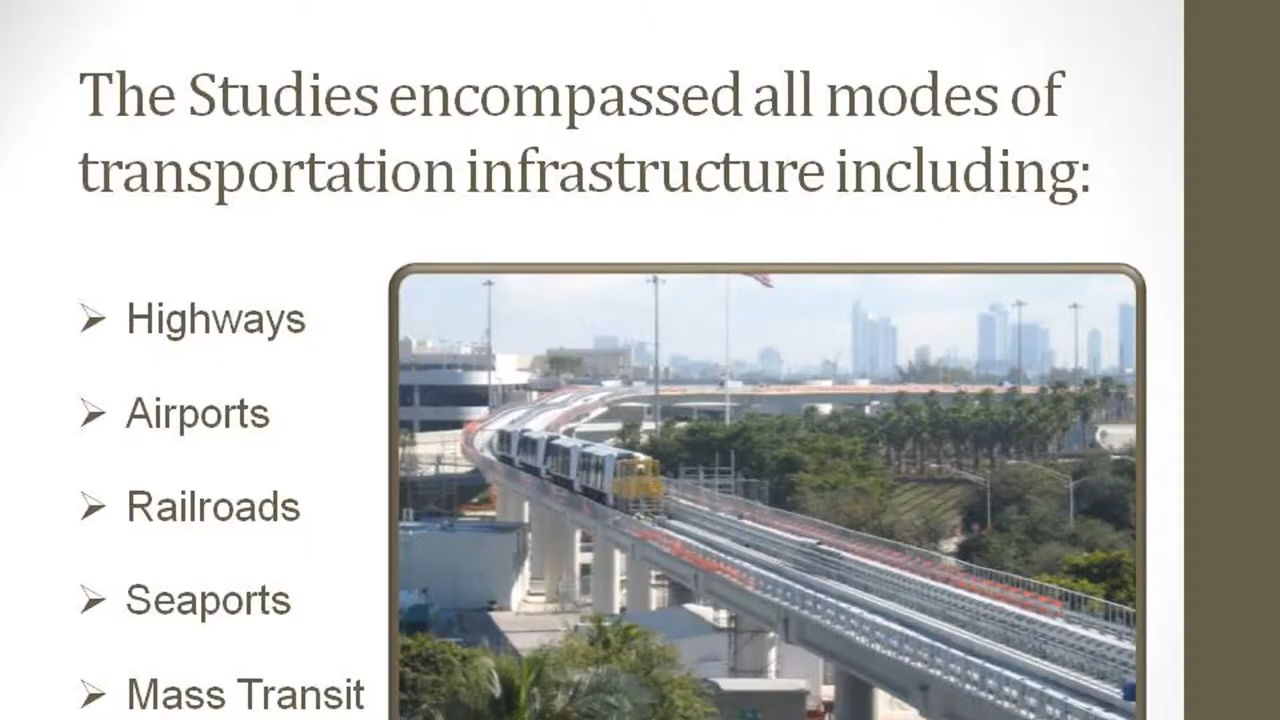 The Studies encompassed all modes of
transportation infrastructure including:
Highways
Airports
Railroads
Seaports
Mass Transit